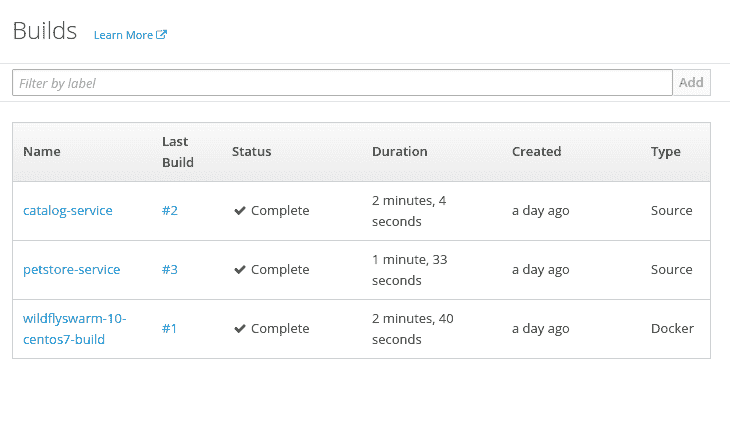 Builds Learn More
Filter by label Add
Name Last Build Status Duration Created Type
catalog-service #2 Complete 2 minutes, 4 seconds a day ago Source
petstore-service #3 Complete 1 minute, 33 seconds a day ago Source
wildflyswarm-10-centos7-build #1 Complete 2 minutes, 40 seconds a day ago Docker